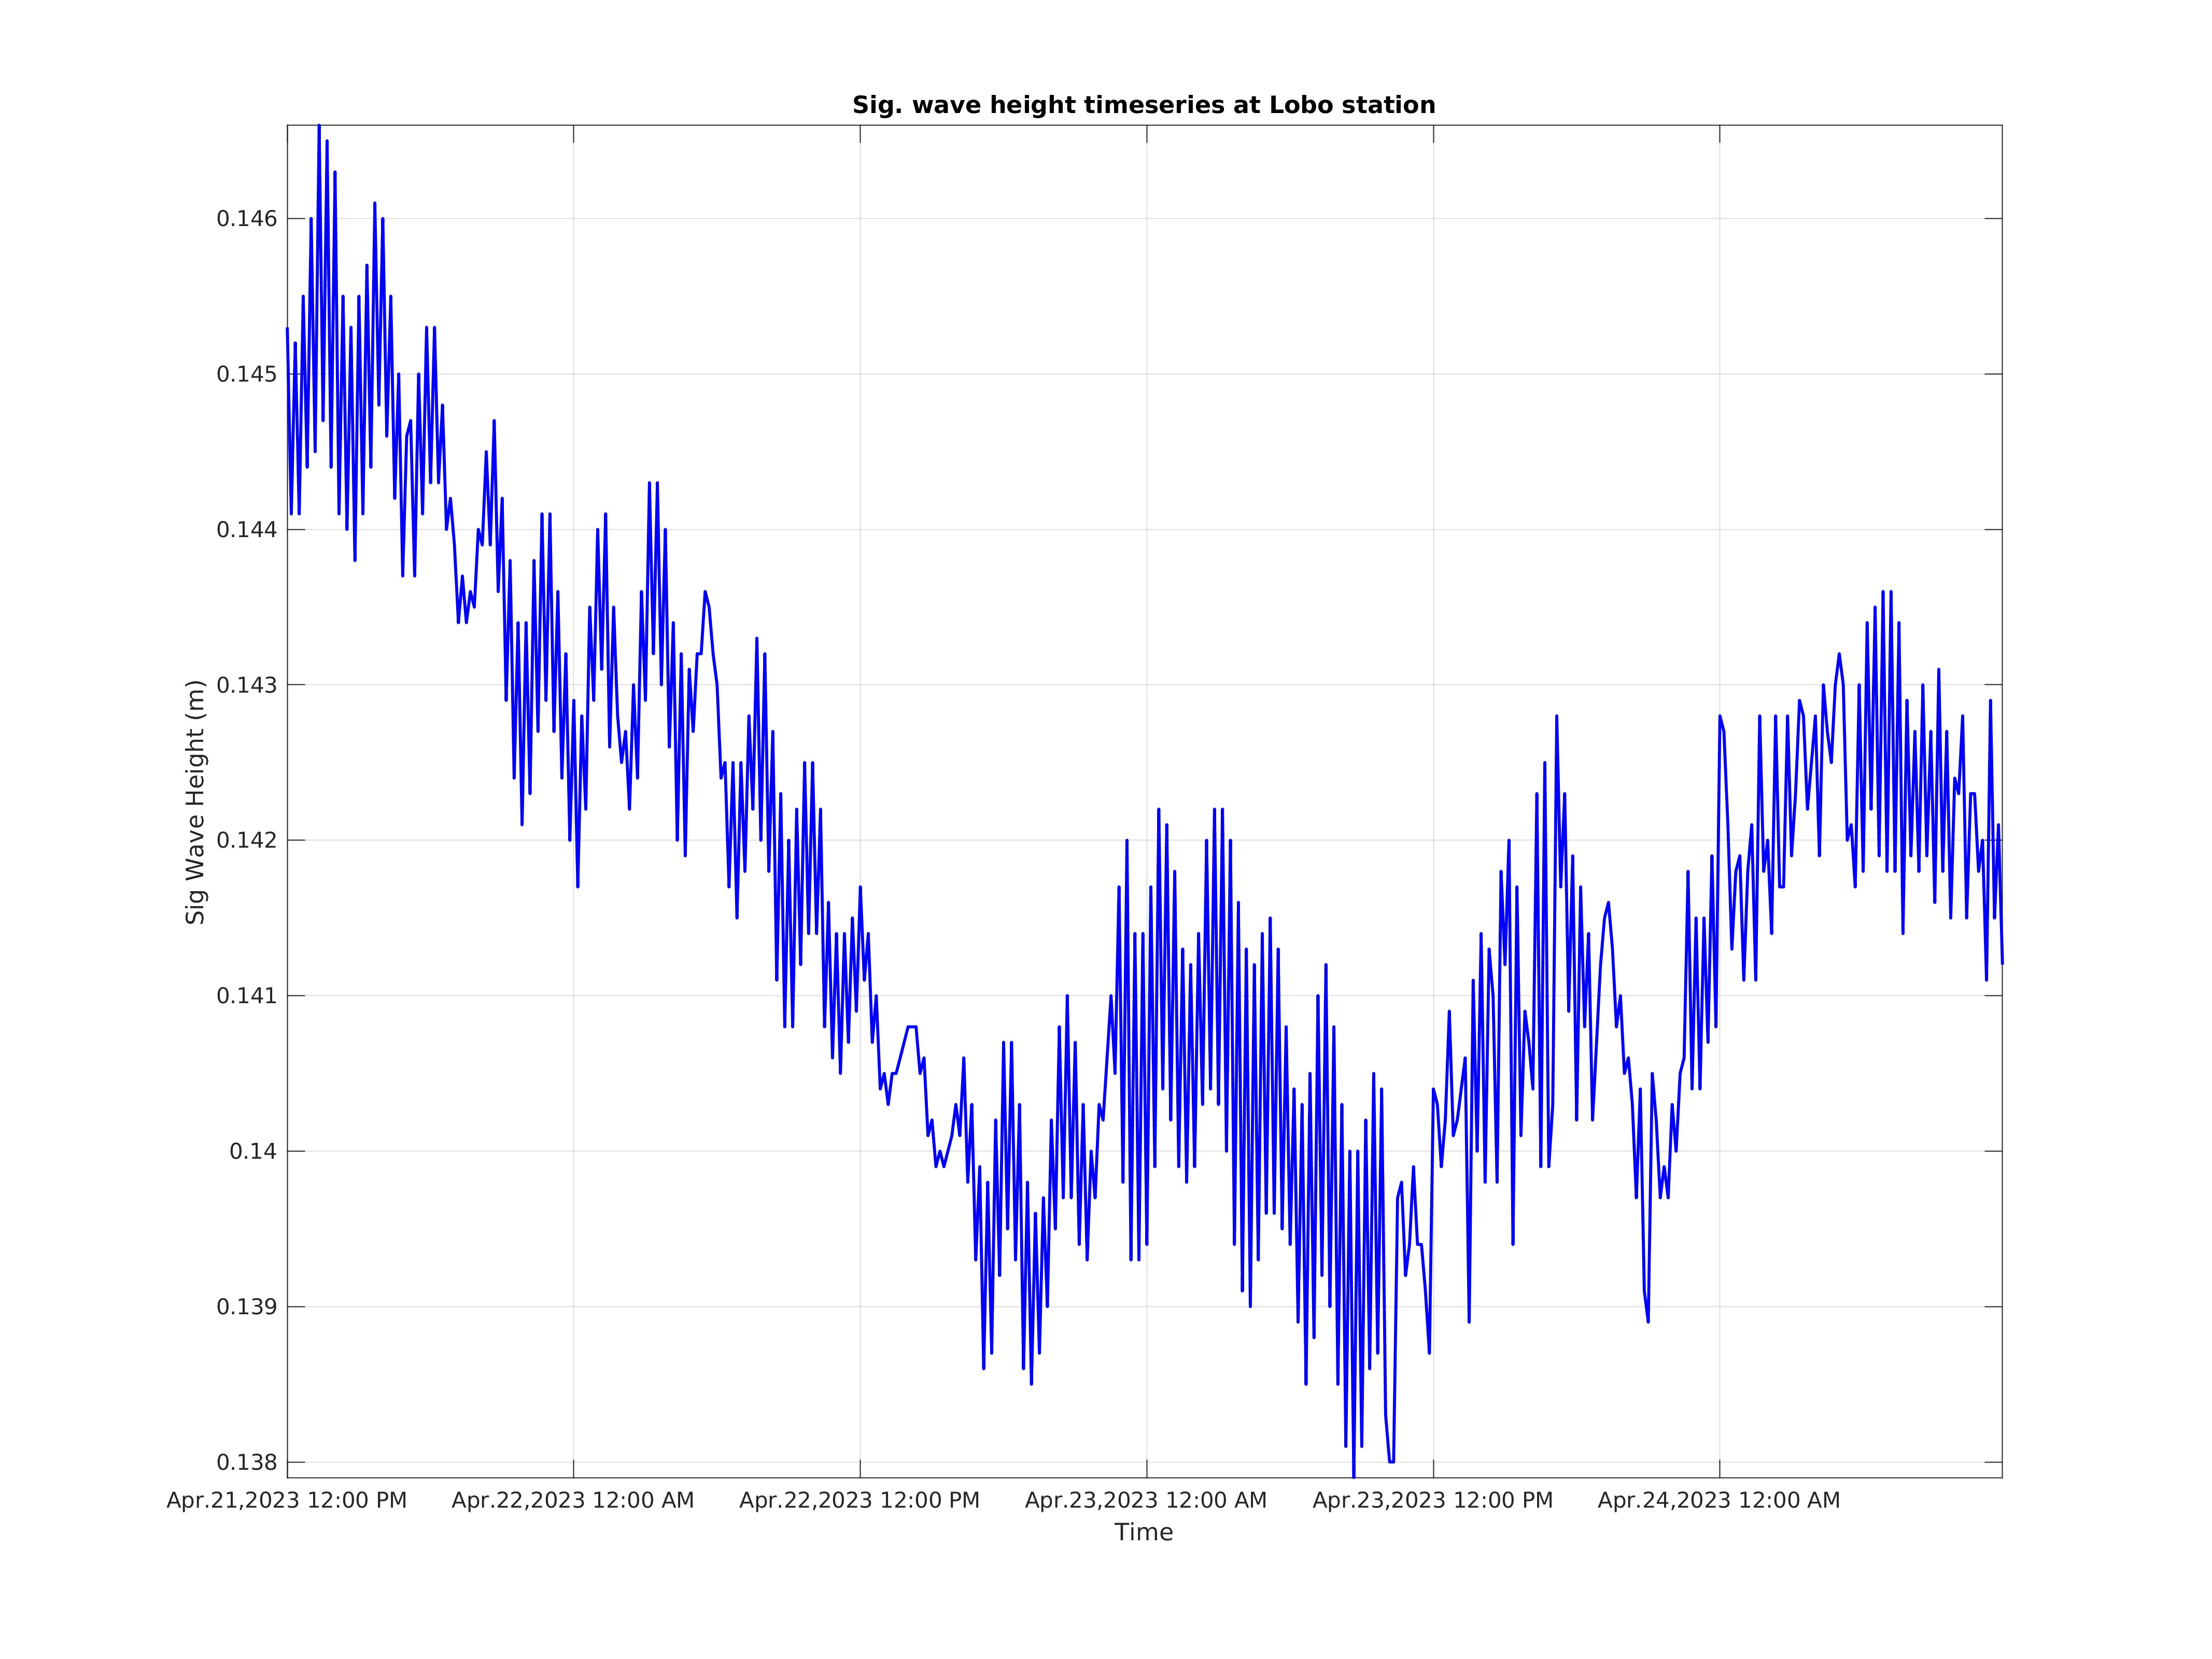 Sig. wave height timeseries at Lobo station
0.146
0.145
0.144
0.143
0.142
0.141
0.14
0.139
0.138
Sig Wave Height (m)
Apr.21,2023 12:00 PM
Apr.22,2023 12:00 AM
Apr.22,2023 12:00 PM
Apr.23,2023 12:00 AM
Apr.23,2023 12:00 PM
Apr.24,2023 12:00 AM
Time